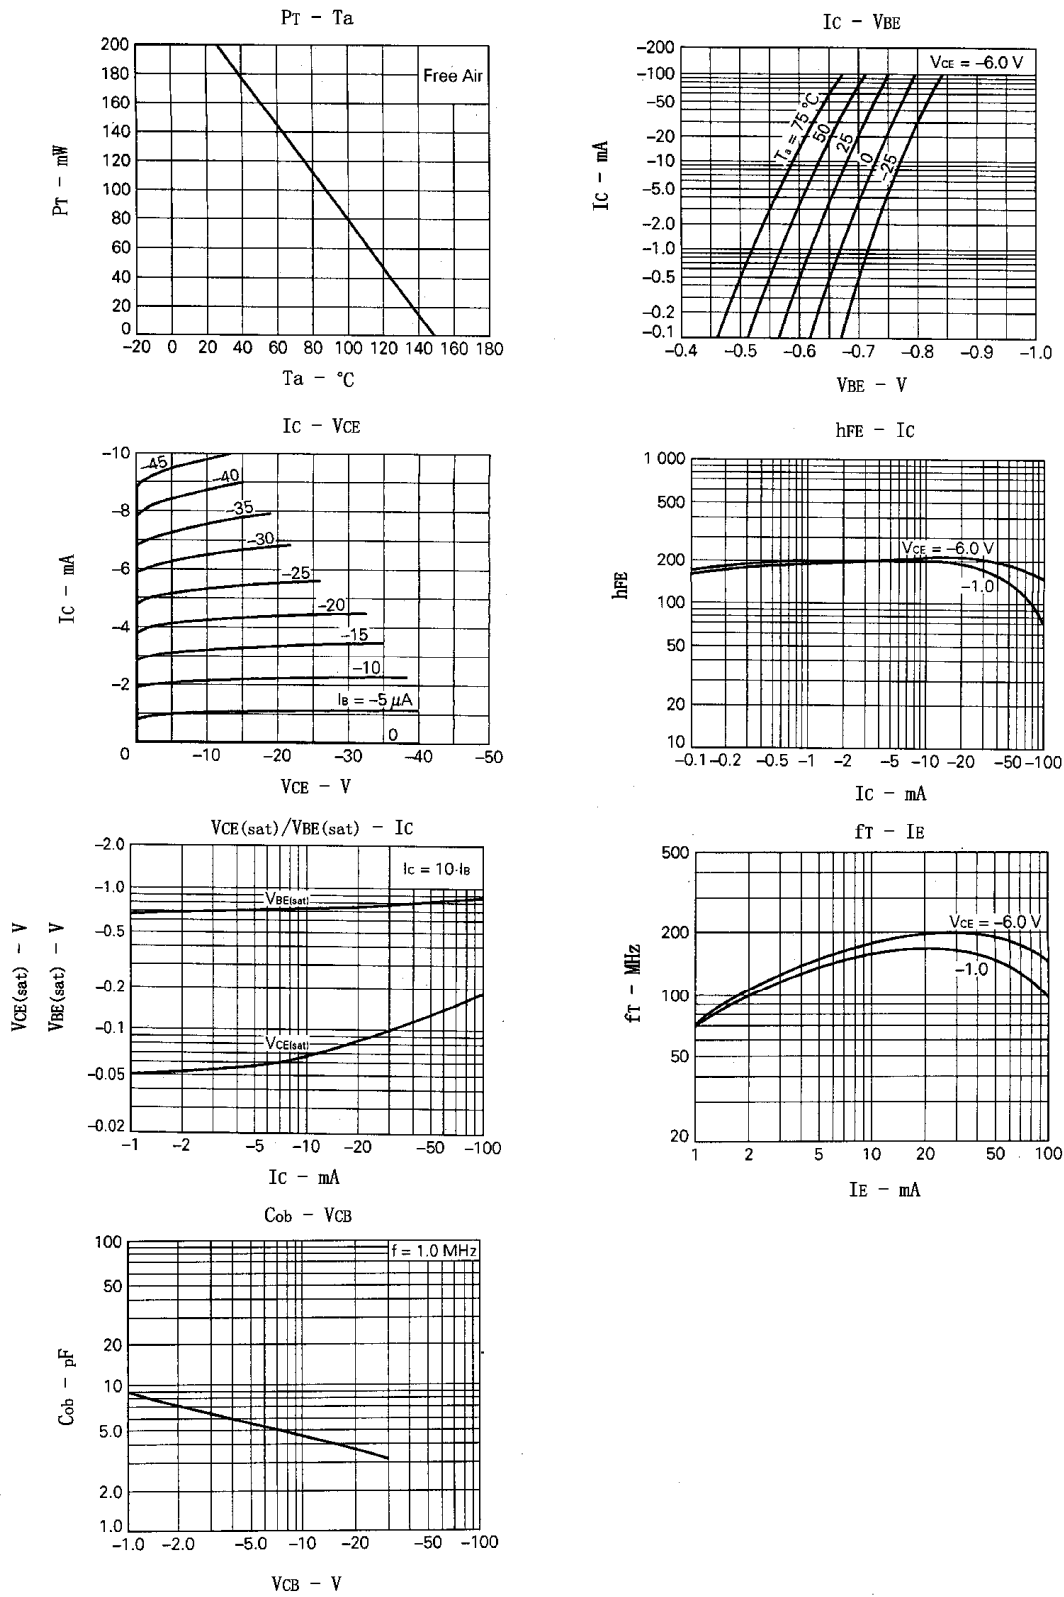 PT - Ta
200
180
160
140
120
100
80
60
40
20
0
Free Air
PT - mW
-20 0 20 40 60 80 100 120 140 160 180
Ta - °C
IC - VBE
-200
-100
-50
-20
-10
-5.0
-2.0
-1.0
-0.5
-0.2
-0.1
VCE = -6.0 V
Ta = 75 °C
50
25
0
-25
IC - mA
-0.4 -0.5 -0.6 -0.7 -0.8 -0.9 -1.0
VBE - V
IC - VCE
-10
-8
-6
-4
-2
0
-45
-40
-35
-30
-25
-20
-15
-10
IB = -5 μA
0
IC - mA
-10 -20 -30 -40 -50
VCE - V
hFE - IC
1 000
500
200
100
50
20
10
VCE = -6.0 V
-1.0
hFE
-0.1 -0.2 -0.5 -1 -2 -5 -10 -20 -50 -100
IC - mA
VCE(sat)/VBE(sat) - IC
-2.0
-1.0
-0.5
-0.2
-0.1
-0.05
-0.02
IC = 10·IB
VBE(sat)
VCE(sat)
VCE(sat) - V
VBE(sat) - V
-1 -2 -5 -10 -20 -50 -100
IC - mA
fT - IE
500
200
100
50
20
VCE = -6.0 V
-1.0
fT - MHz
1 2 5 10 20 50 100
IE - mA
Cob - VCB
100
50
20
10
5.0
2.0
1.0
f = 1.0 MHz
Cob - pF
-1.0 -2.0 -5.0 -10 -20 -50 -100
VCB - V